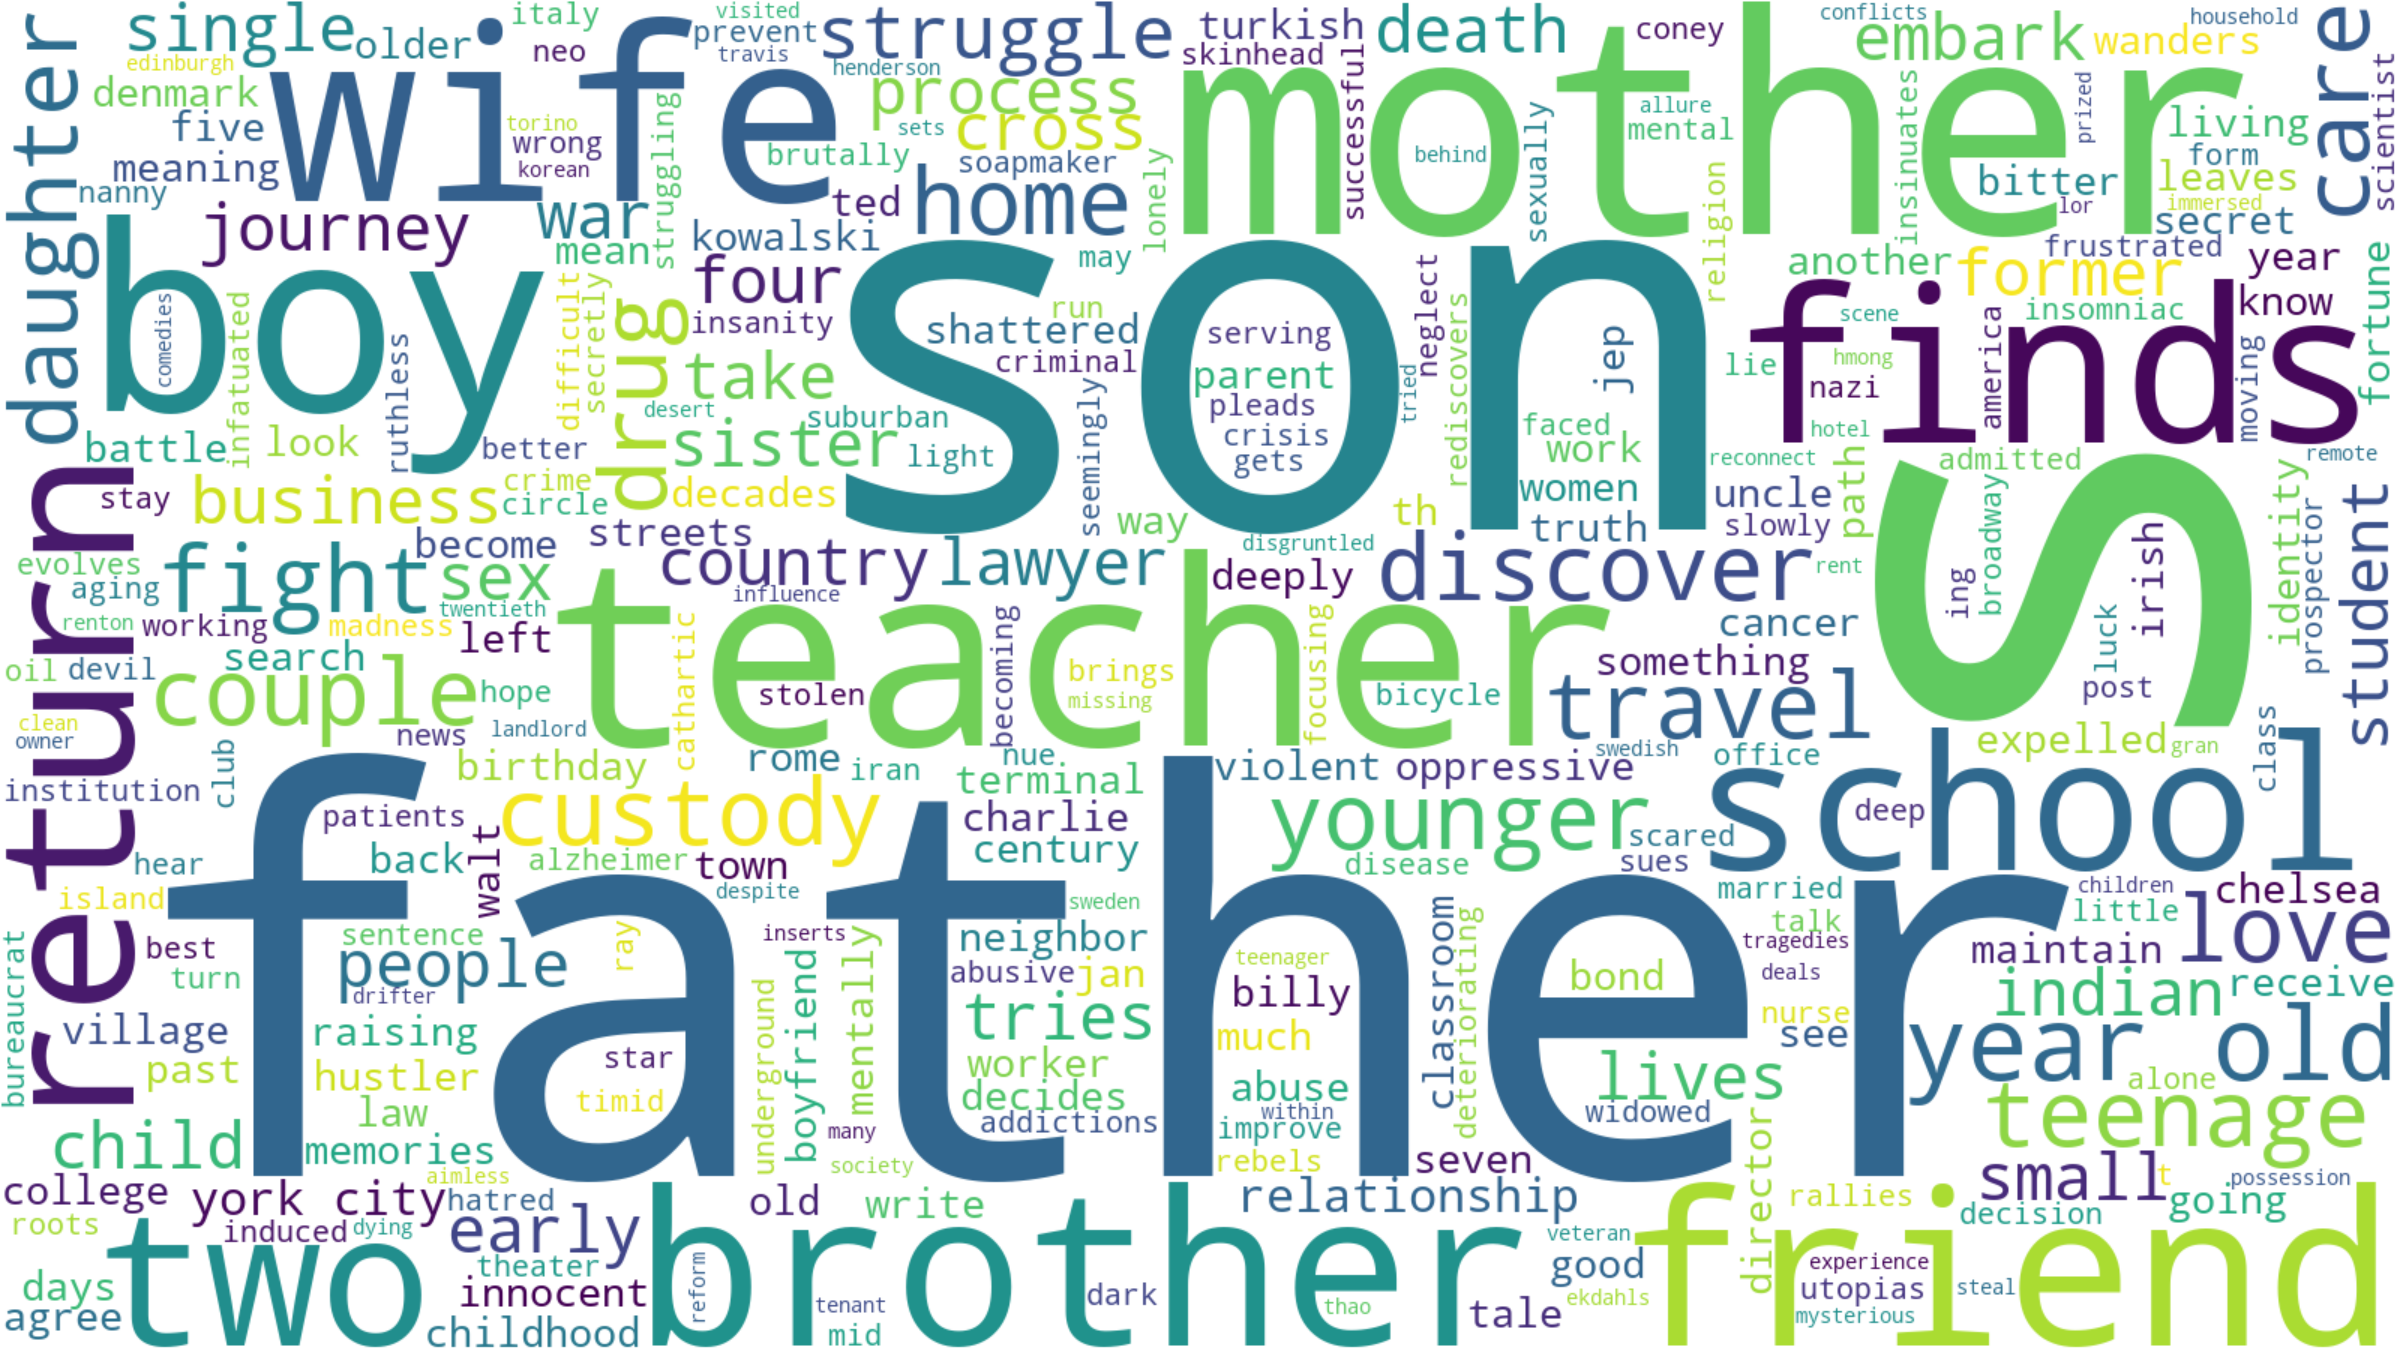 single
older
italy
neo
visited
prevent
travis
struggle
turkish
skinhead
death
coney
conflicts
household
embark
wanders
care
scientist
daughter
edinburgh
denmark
five
meaning
nanny
wife
torino
wrong
korean
struggling
henderson
process
sets
cross
brutally
soapmaker
lonely
successful
mother
behind
sexually
allure
mental
religion
insinuates
prized
living
form
bitter
leaves
lor
immersed
secret
journey
war
mean
ted
home
kowalski
four
insanity
may
run
boy
comedies
infatuated
ruthless
difficult
secretly
drug
son
shattered
criminal
serving
parent
pleads
crisis
gets
neglect
tried
rediscovers
jep
faced
work
women
truth
another
former
frustrated
year
know
insomniac
scene
hmong
lie
nazi
america
finds
moving
fortune
hotel
take
desert
suburban
sister
light
seemingly
decades
battle
look
better
crime
circle
stay
business
streets
way
th
reconnect
uncle
slowly
path
admitted
broadway
identity
remote
prospector
student
return
evolves
aging
renton
working
fight
become
sex
twentieth
madness
left
country
influence
lawyer
disgruntled
deeply
discover
rent
S
ing
irish
luck
post
oil
devil
search
couple
hope
landlord
news
clean
owner
teacher
cathartic
stolen
becoming
brings
missing
focusing
bicycle
cancer
something
travel
expelled
gran
class
institution
club
birthday
rome
iran
nue
terminal
violent
oppressive
swedish
office
school
deep
patients
custody
charlie
century
younger
scared
sues
disease
hear
back
walt
alzheimer
town
despite
island
sweden
married
children
chelsea
talk
little
love
tragedies
maintain
deals
indian
receive
father
best
turn
sentence
people
drifter
ray
inserts
mentally
neighbor
abusive
jan
teenager
billy
classroom
deteriorating
bond
nurse
see
year old
bureaucrat
village
past
raising
hustler
law
star
timid
underground
boyfriend
tries
worker
decides
addictions
much
abuse
within
improve
rebels
lives
widowed
alone
teenage
child
memories
aimless
many
society
seven
director
small
t
possession
college
york city
hatred
old
write
relationship
rallies
decision
going
roots
induced
dying
early
theater
innocent
childhood
days
agree
two
brother
reform
tenant
mid
dark
thao
tale
veteran
good
ekdahls
friend
experience
utopias
mysterious
steal